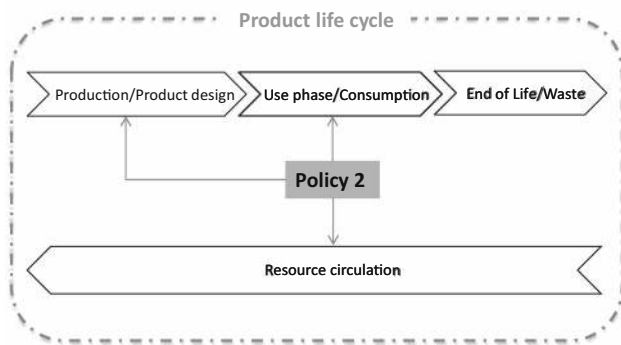 Product life cycle
Production/Product design
Use phase/Consumption
End of Life/Waste
Policy 2
Resource circulation